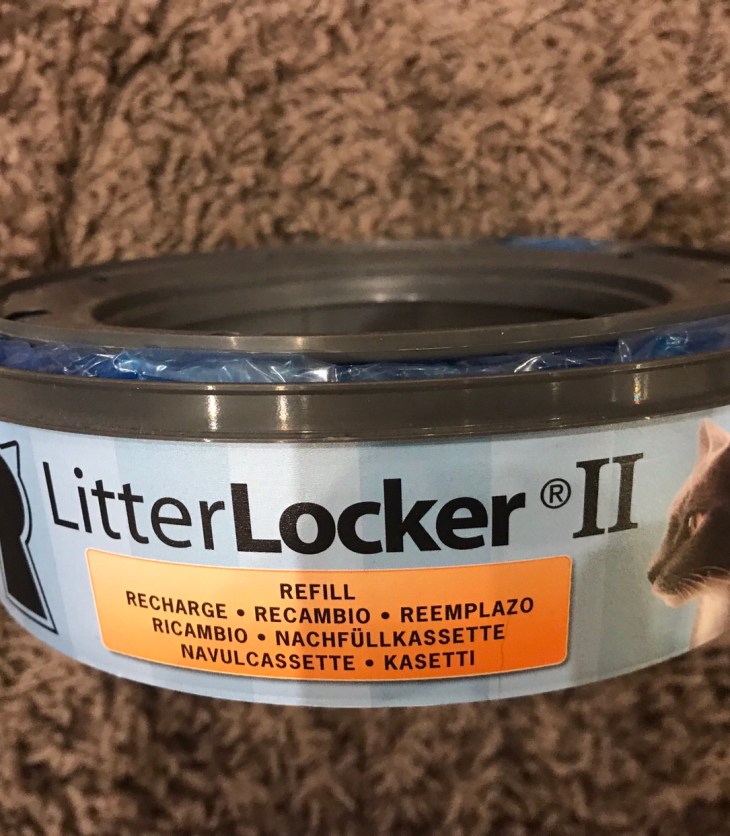 LitterLocker®II
REFILL
RECHARGE • RECAMBIO • REEMPLAZO
RICAMBIO • NACHFÜLLKASSETTE
NAVULCASSETTE • KASETTI